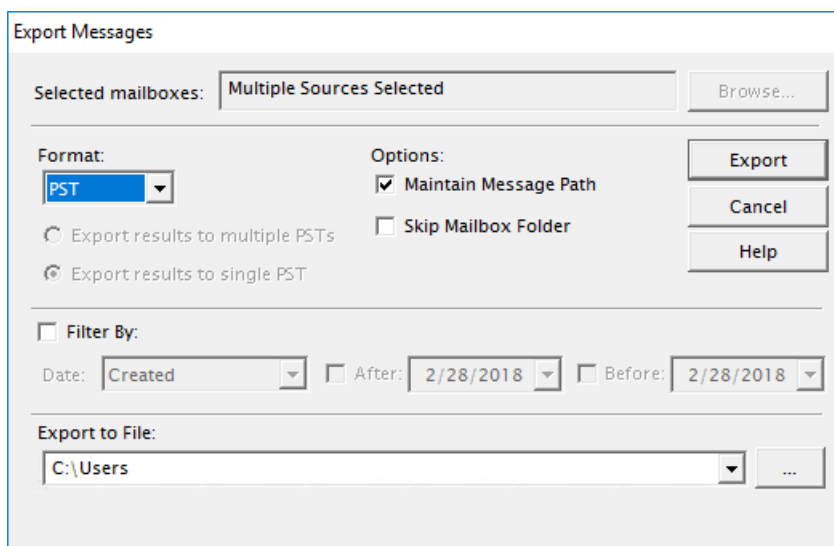 Export Messages
Selected mailboxes: Multiple Sources Selected Browse...
Format: Options:
PST Maintain Message Path Export
Export results to multiple PSTs Skip Mailbox Folder Cancel
Export results to single PST Help
Filter By:
Date: Created After: 2/28/2018 Before: 2/28/2018
Export to File:
C:\Users ...